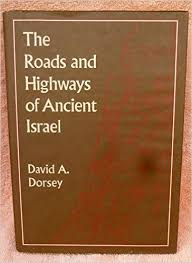 The
Roads and
Highways
of Ancient
Israel
David A.
Dorsey